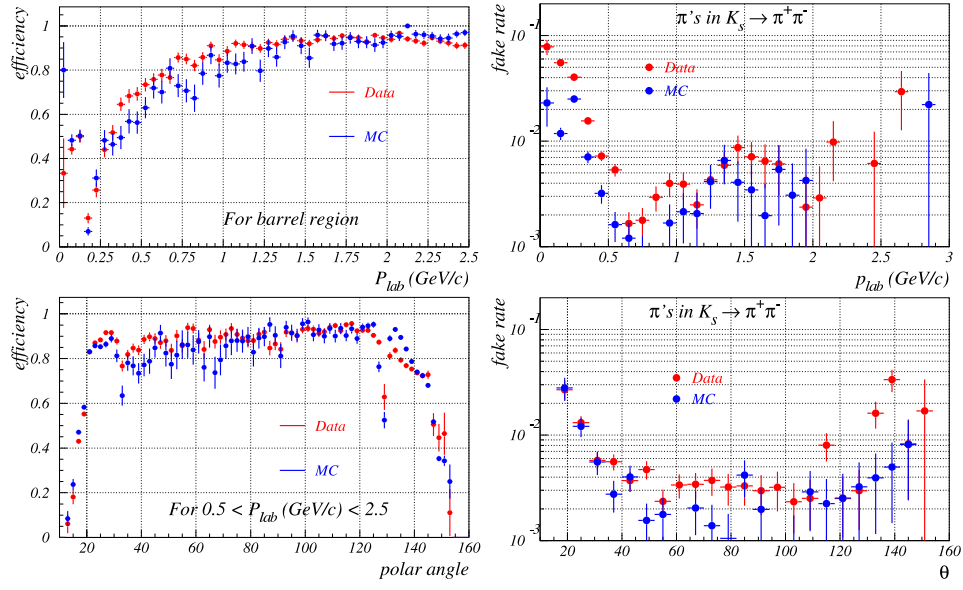 efficiency
1
0.8
0.6
0.4
0.2
0
Data
MC
For barrel region
0 0.25 0.5 0.75 1 1.25 1.5 1.75 2 2.25 2.5
P_lab (GeV/c)
fake rate
10^-1
10^-2
10^-3
π's in K_s → π^+π^-
Data
MC
0 0.5 1 1.5 2 2.5 3
p_lab (GeV/c)
efficiency
1
0.8
0.6
0.4
0.2
0
Data
MC
For 0.5 < P_lab (GeV/c) < 2.5
20 40 60 80 100 120 140 160
polar angle
fake rate
10^-1
10^-2
10^-3
π's in K_s → π^+π^-
Data
MC
20 40 60 80 100 120 140 160
θ